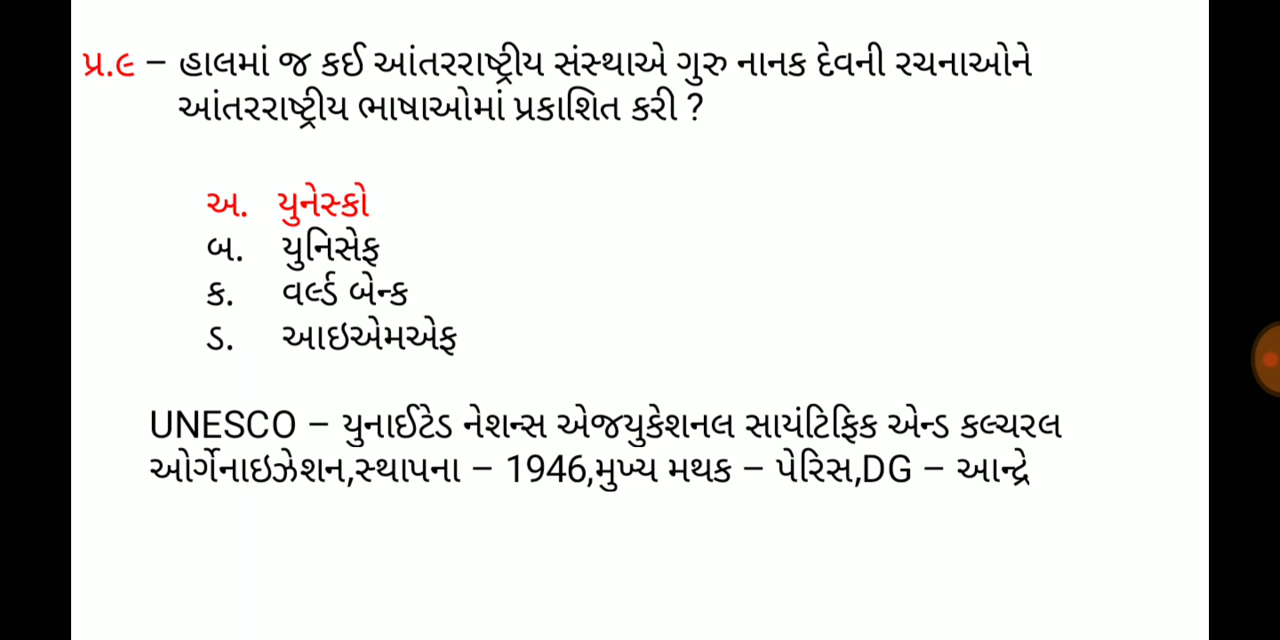 પ્ર.૯ – હાલમાં જ કઈ આંતરરાષ્ટ્રીય સંસ્થાએ ગુરુ નાનક દેવની રચનાઓને
આંતરરાષ્ટ્રીય ભાષાઓમાં પ્રકાશિત કરી ?
અ. યુનેસ્કો
બ. યુનિસેફ
ક. વર્લ્ડ બેન્ક
ડ. આઇએમએફ
UNESCO – યુનાઈટેડ નેશન્સ એજયુકેશનલ સાયંટિફિક એન્ડ કલ્ચરલ
ઓર્ગેનાઇઝેશન,સ્થાપના – 1946,મુખ્ય મથક – પેરિસ,DG – આન્દ્રે